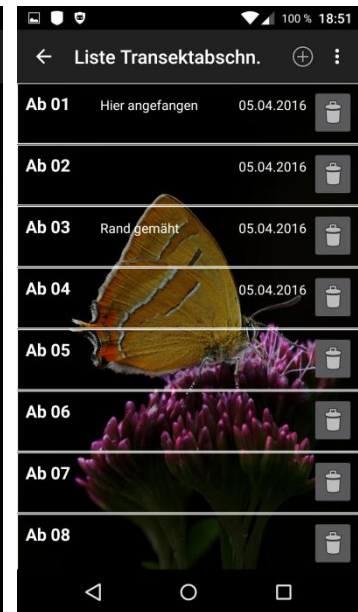 100 % 18:51
Liste Transektabschn.
Ab 01 Hier angefangen 05.04.2016
Ab 02 05.04.2016
Ab 03 Rand gemäht 05.04.2016
Ab 04 05.04.2016
Ab 05
Ab 06
Ab 07
Ab 08